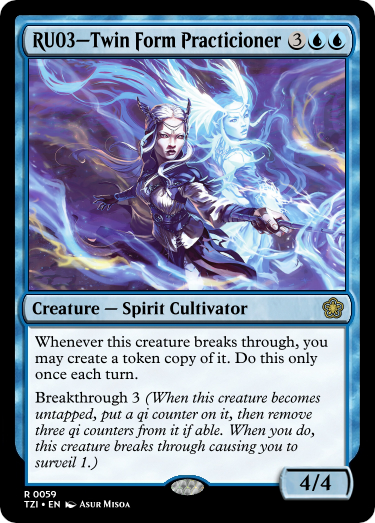 RU03—Twin Form Practicioner 3
Creature — Spirit Cultivator
Whenever this creature breaks through, you
may create a token copy of it. Do this only
once each turn.
Breakthrough 3 (When this creature becomes
untapped, put a qi counter on it, then remove
three qi counters from it if able. When you do,
this creature breaks through causing you to
surveil 1.)
4/4
R 0059
TZI • EN Asur Misoa